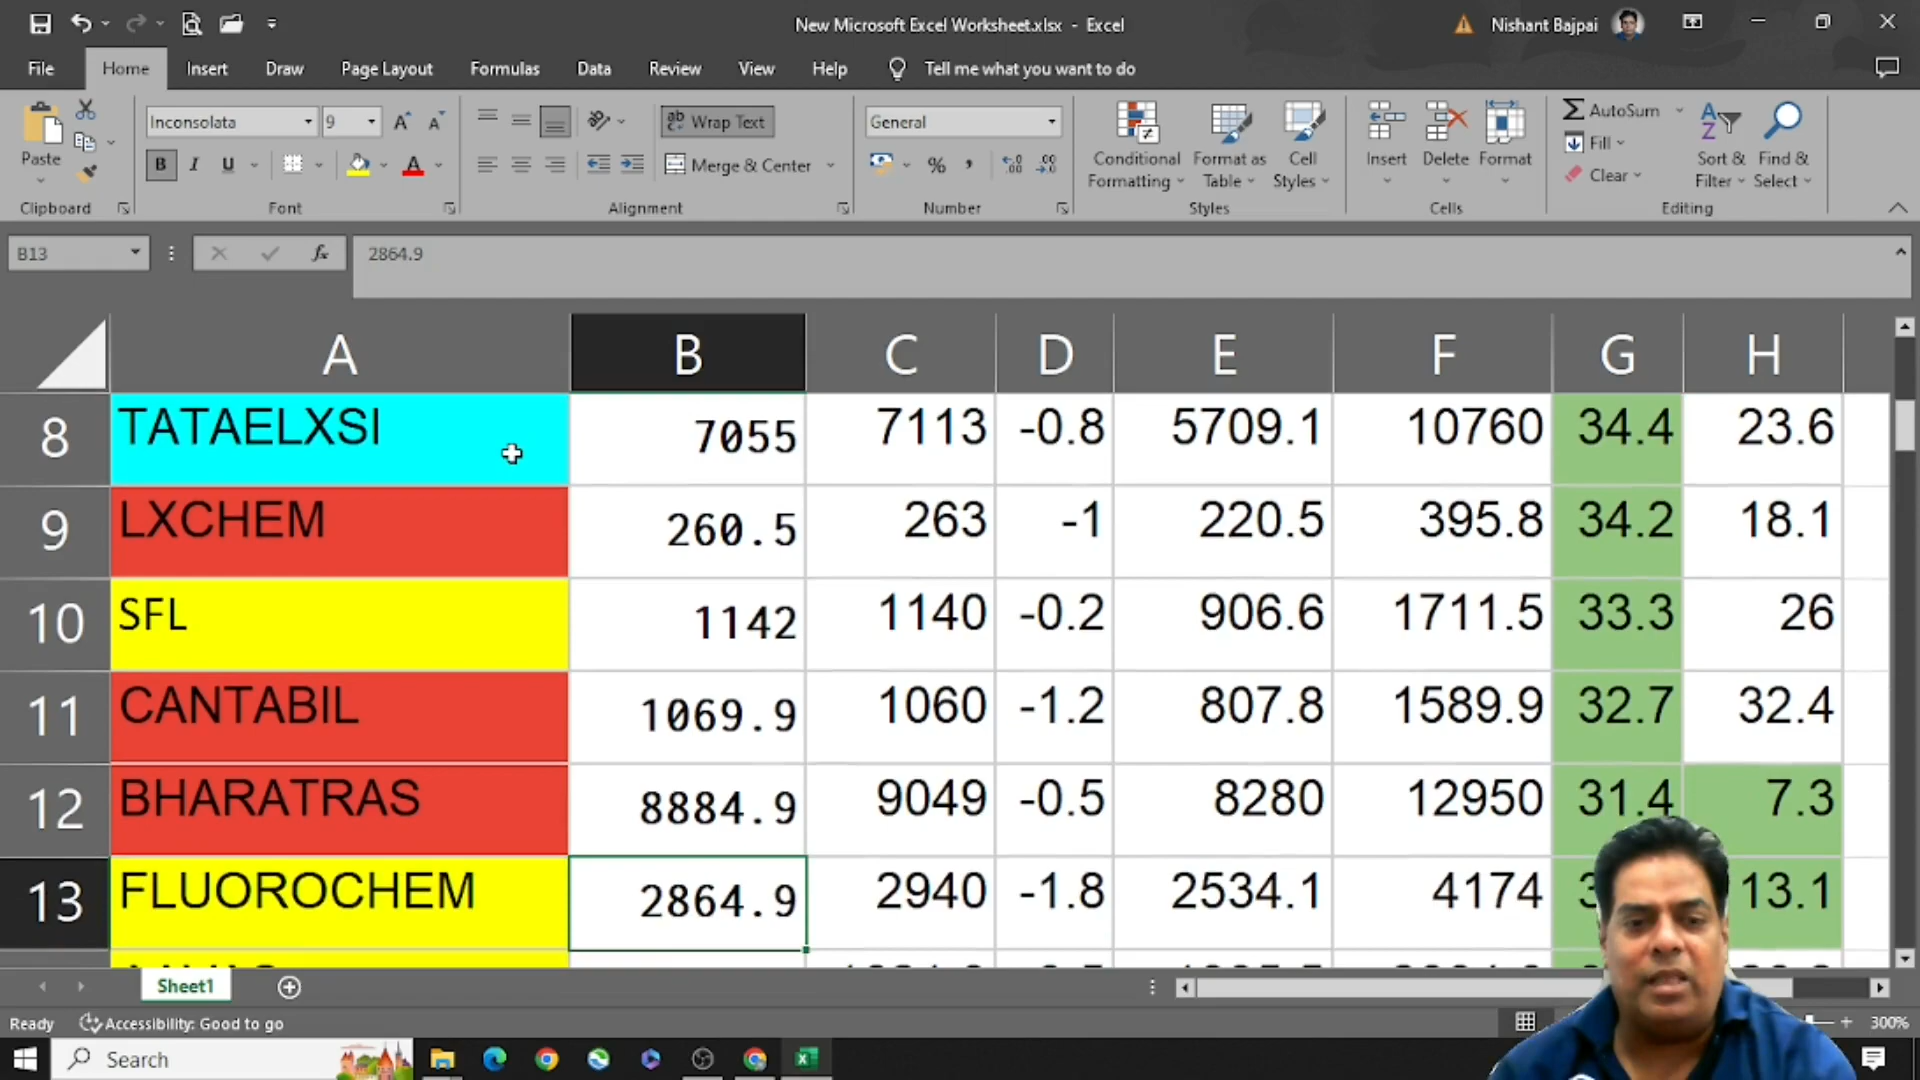 New Microsoft Excel Worksheet.xlsx - Excel
Nishant Bajpai
File Home Insert Draw Page Layout Formulas Data Review View Help Tell me what you want to do
Paste
Clipboard
Inconsolata 9
B I U
Font
Wrap Text
Merge & Center
Alignment
General
% ,
Number
Conditional Formatting
Format as Table
Cell Styles
Styles
Insert Delete Format
Cells
AutoSum
Fill
Clear
Sort & Filter
Find & Select
Editing
B13 fx 2864.9
A B C D E F G H
8 TATAELXSI 7055 7113 -0.8 5709.1 10760 34.4 23.6
9 LXCHEM 260.5 263 -1 220.5 395.8 34.2 18.1
10 SFL 1142 1140 -0.2 906.6 1711.5 33.3 26
11 CANTABIL 1069.9 1060 -1.2 807.8 1589.9 32.7 32.4
12 BHARATRAS 8884.9 9049 -0.5 8280 12950 31.4 7.3
13 FLUOROCHEM 2864.9 2940 -1.8 2534.1 4174 13.1
Sheet1
Ready Accessibility: Good to go 300%
Search